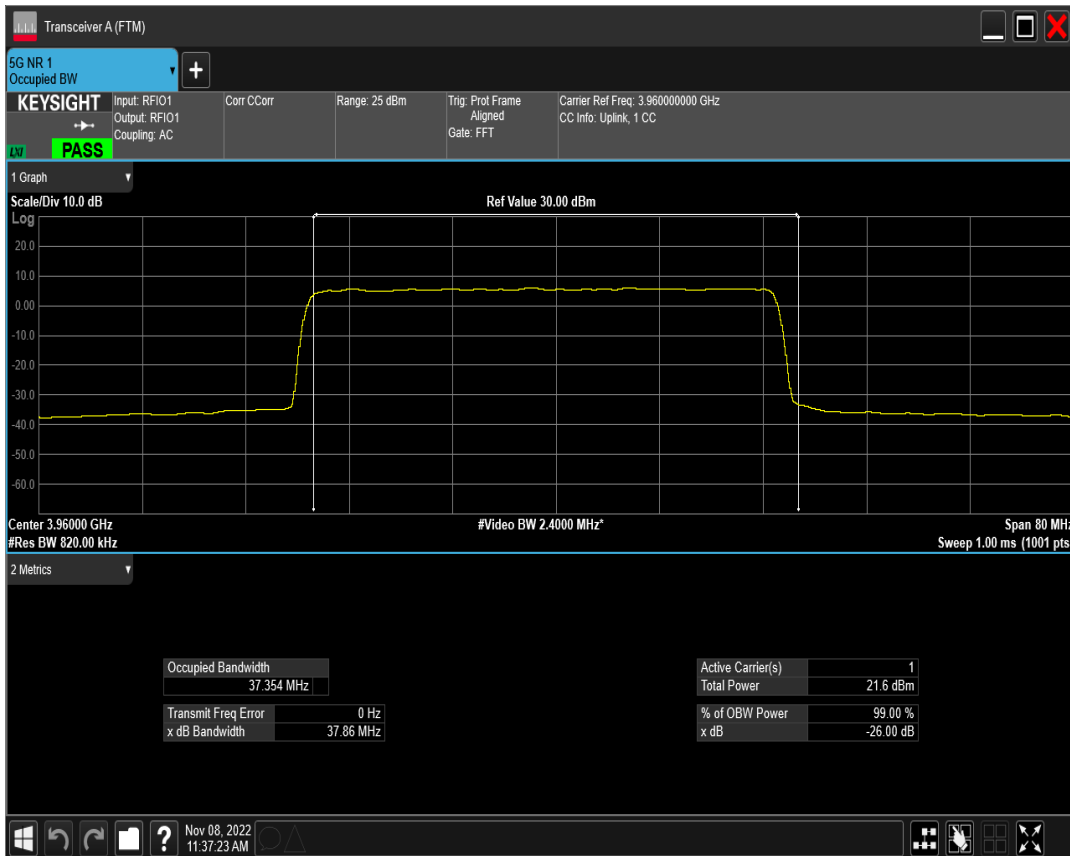 Transceiver A (FTM)
5G NR 1
Occupied BW
+
KEYSIGHT
LXI
PASS
Input: RFIO1
Output: RFIO1
Coupling: AC
Corr CCorr
Range: 25 dBm
Trig: Prot Frame
Aligned
Gate: FFT
Carrier Ref Freq: 3.960000000 GHz
CC Info: Uplink, 1 CC
1 Graph
Scale/Div 10.0 dB
Ref Value 30.00 dBm
Log
20.0
10.0
0.00
-10.0
-20.0
-30.0
-40.0
-50.0
-60.0
Center 3.96000 GHz
#Video BW 2.4000 MHz*
Span 80 MHz
#Res BW 820.00 kHz
Sweep 1.00 ms (1001 pts
2 Metrics
Occupied Bandwidth
37.354 MHz
Transmit Freq Error 0 Hz
x dB Bandwidth 37.86 MHz
Active Carrier(s) 1
Total Power 21.6 dBm
% of OBW Power 99.00 %
x dB -26.00 dB
?
Nov 08, 2022
11:37:23 AM